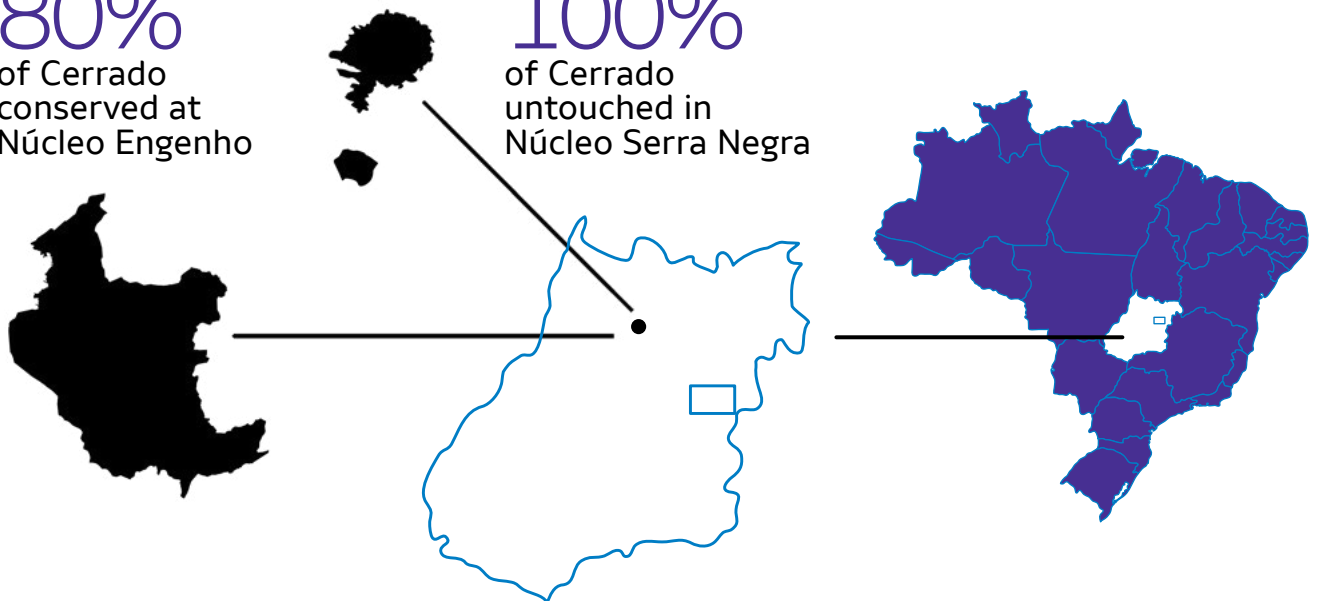 80%
of Cerrado
conserved at
Núcleo Engenho
100%
of Cerrado
untouched in
Núcleo Serra Negra